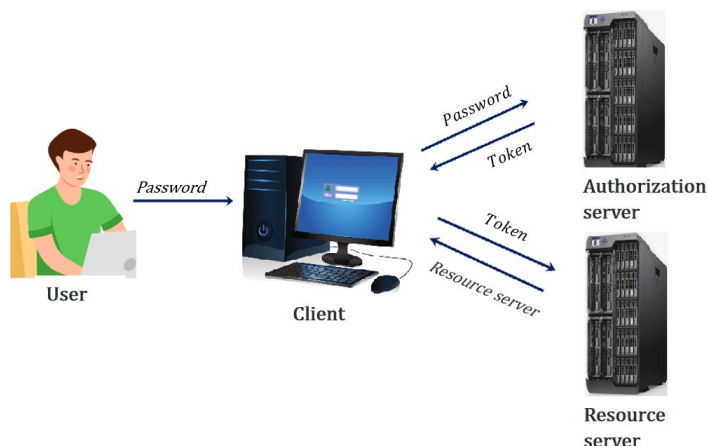 Password
User
Client
Password
Token
Authorization
server
Token
Resource server
Resource
server